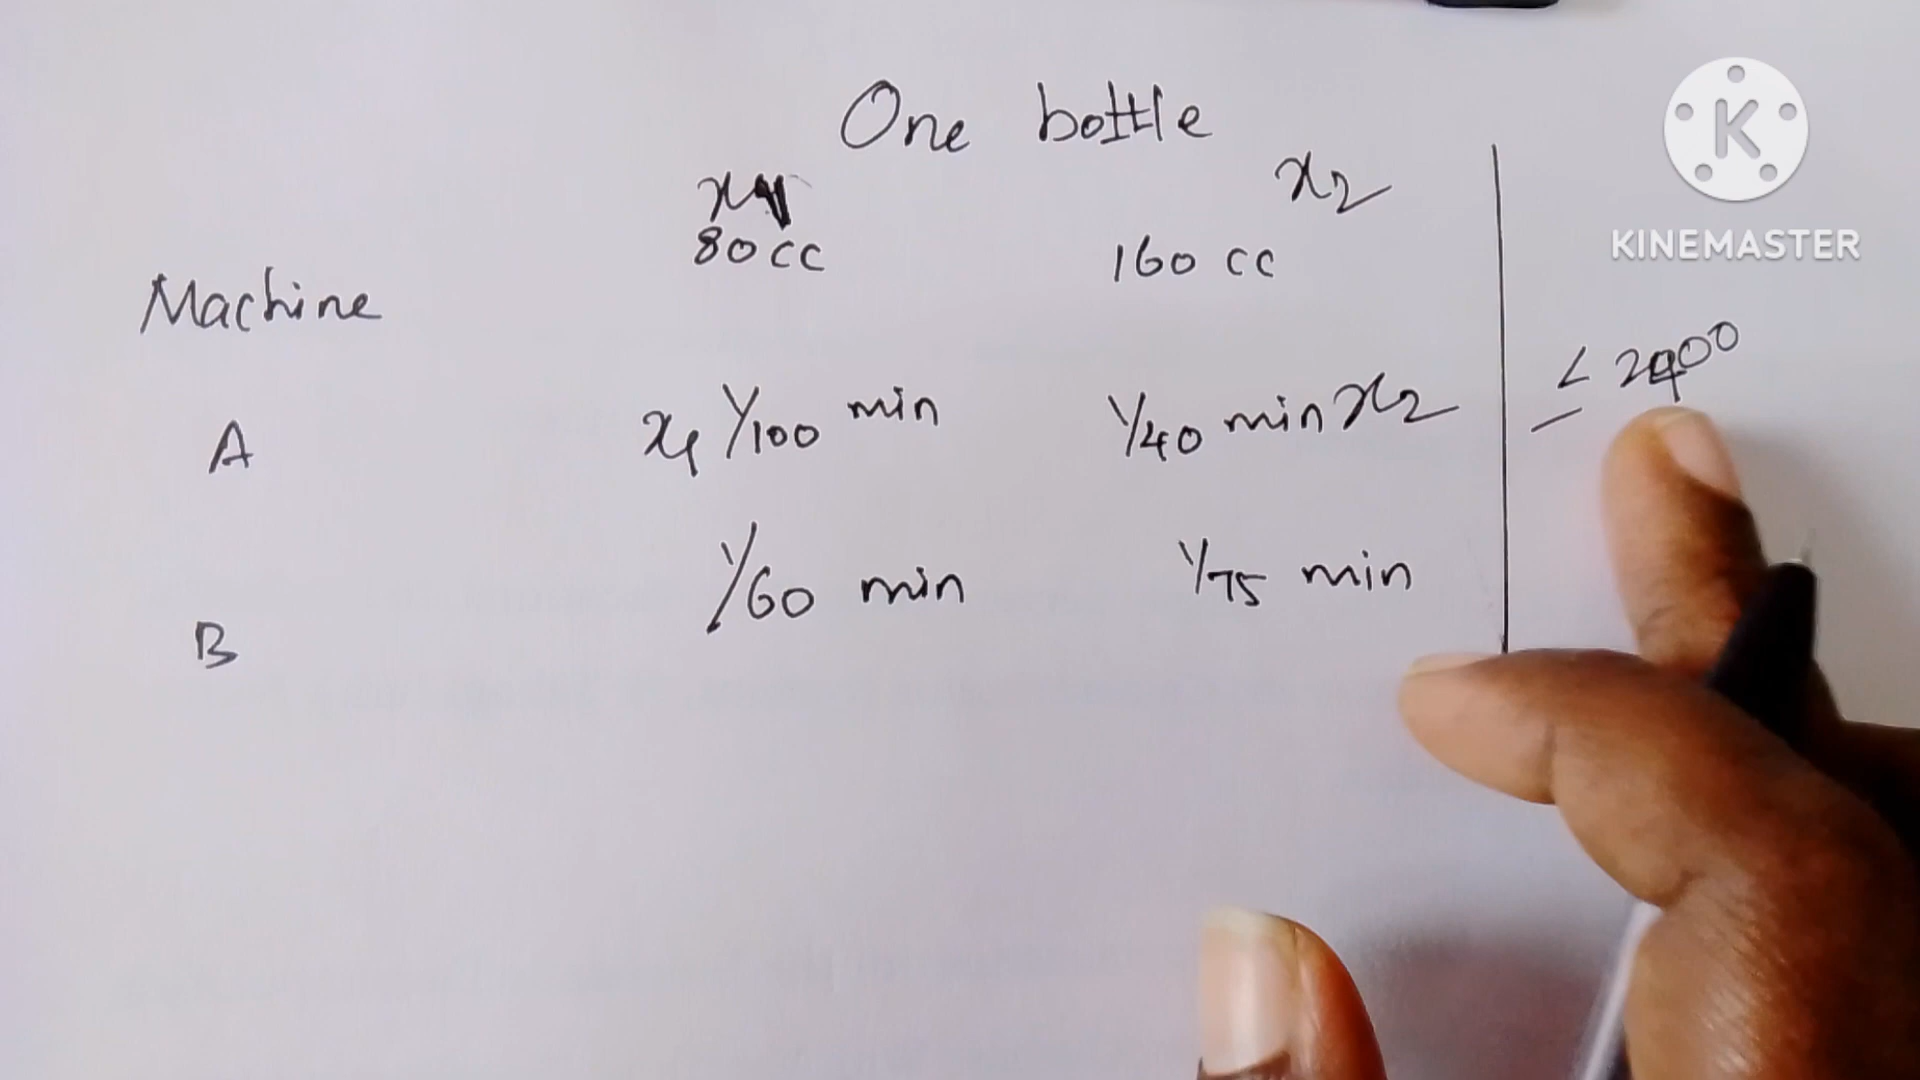 One bottle
x1 x2
80cc 160 cc
Machine
A x1 1/100 min 1/40 min x2 ≤ 2400
B 1/60 min 1/75 min
K
KINEMASTER